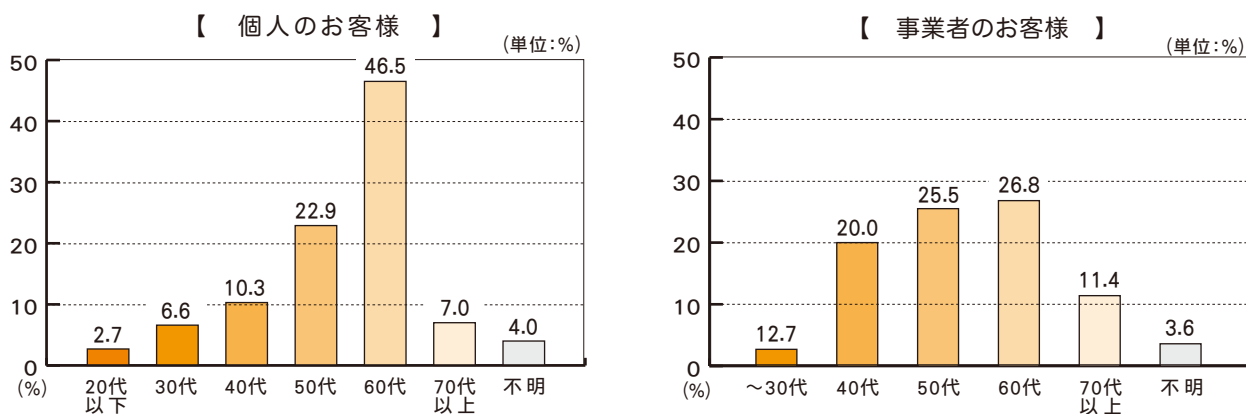 【 個人のお客様 】
(単位:%)
50
40
30
20
10
0
(%)
2.7
6.6
10.3
22.9
46.5
7.0
4.0
20代
以下
30代
40代
50代
60代
70代
以上
不明
【 事業者のお客様 】
(単位:%)
50
40
30
20
10
0
(%)
12.7
20.0
25.5
26.8
11.4
3.6
～30代
40代
50代
60代
70代
以上
不明